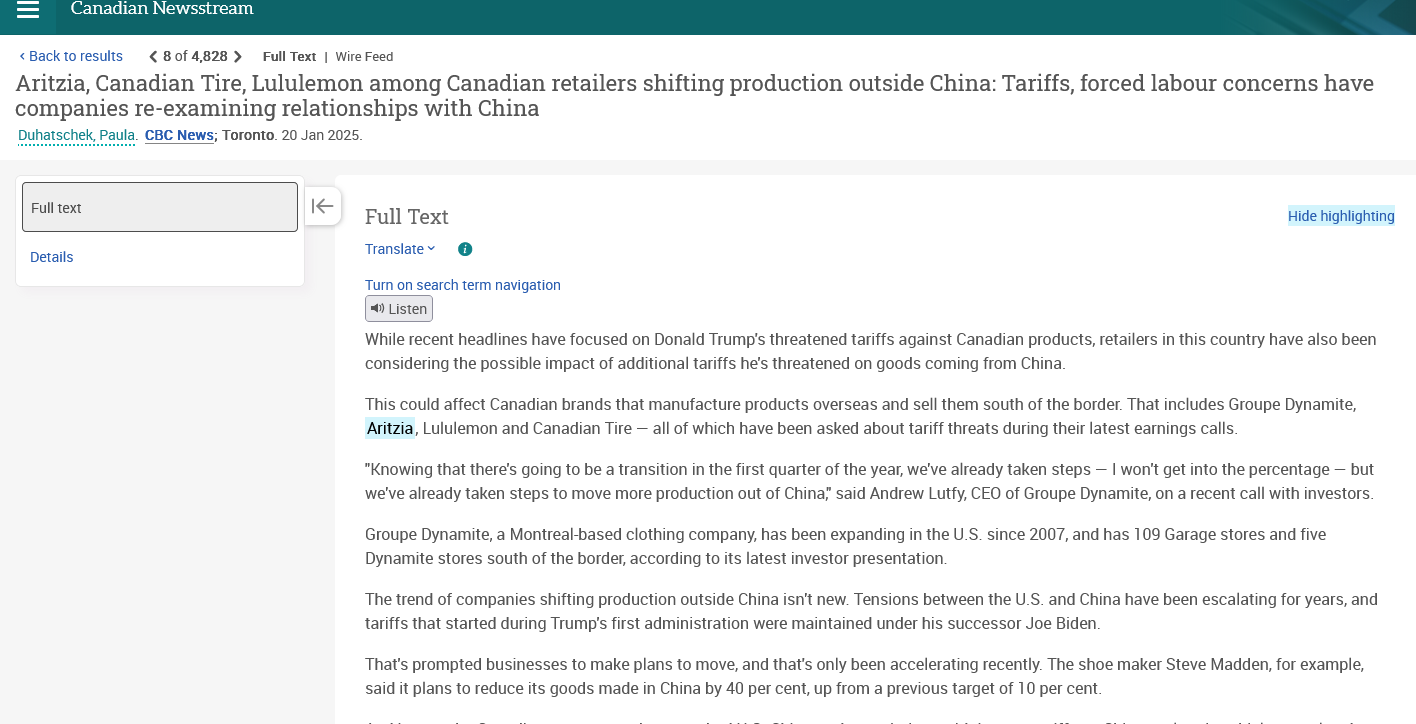 Canadian Newsstream
Back to results 8 of 4,828 Full Text | Wire Feed
Aritzia, Canadian Tire, Lululemon among Canadian retailers shifting production outside China: Tariffs, forced labour concerns have
companies re-examining relationships with China
Duhatschek, Paula. CBC News; Toronto. 20 Jan 2025.
Full text
Details
Full Text
Hide highlighting
Translate
Turn on search term navigation
Listen
While recent headlines have focused on Donald Trump's threatened tariffs against Canadian products, retailers in this country have also been
considering the possible impact of additional tariffs he's threatened on goods coming from China.
This could affect Canadian brands that manufacture products overseas and sell them south of the border. That includes Groupe Dynamite,
Aritzia, Lululemon and Canadian Tire — all of which have been asked about tariff threats during their latest earnings calls.
"Knowing that there's going to be a transition in the first quarter of the year, we've already taken steps — I won't get into the percentage — but
we've already taken steps to move more production out of China," said Andrew Lutfy, CEO of Groupe Dynamite, on a recent call with investors.
Groupe Dynamite, a Montreal-based clothing company, has been expanding in the U.S. since 2007, and has 109 Garage stores and five
Dynamite stores south of the border, according to its latest investor presentation.
The trend of companies shifting production outside China isn't new. Tensions between the U.S. and China have been escalating for years, and
tariffs that started during Trump's first administration were maintained under his successor Joe Biden.
That's prompted businesses to make plans to move, and that's only been accelerating recently. The shoe maker Steve Madden, for example,
said it plans to reduce its goods made in China by 40 per cent, up from a previous target of 10 per cent.